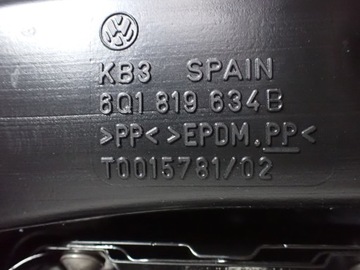 KB3 SPAIN
6Q1 819 634 B
>PP< >EPDM.PP<
T0015781/02